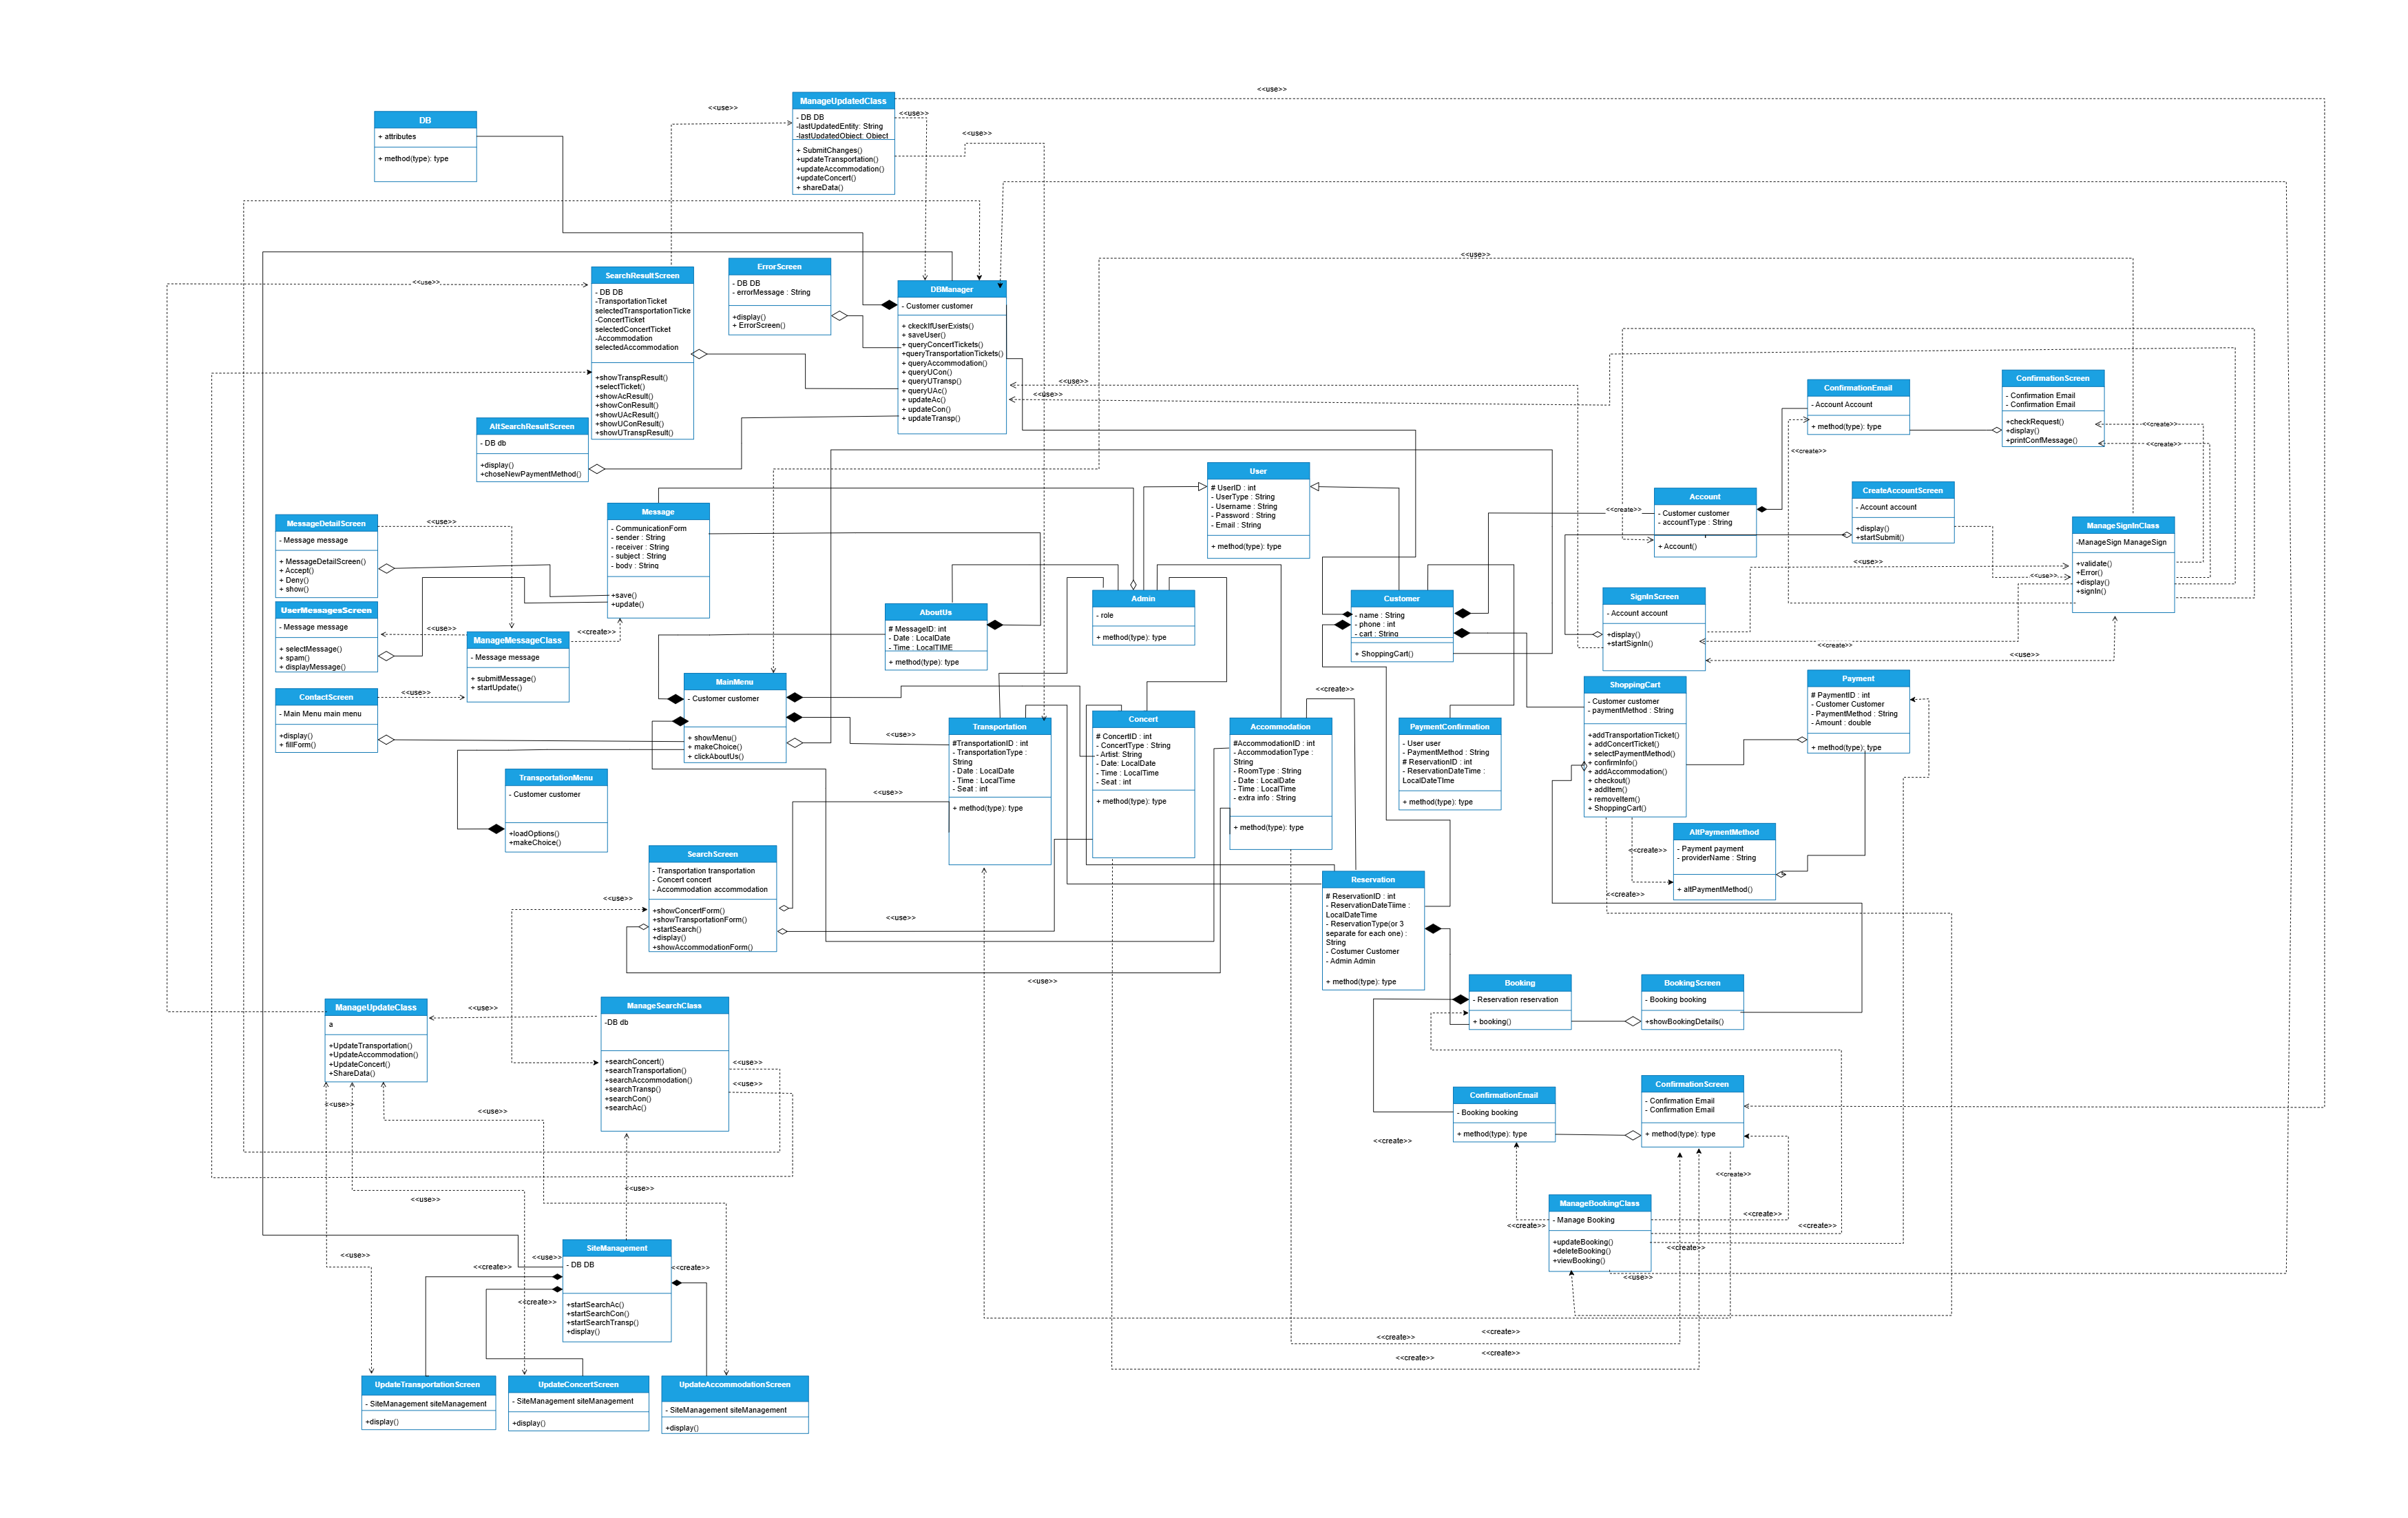 ManageUpdatedClass
- DB DB
-lastUpdatedEntity: String
-lastUpdatedObject: Object
+ SubmitChanges()
+updateTransportation()
+updateAccommodation()
+updateConcert()
+ shareData()
<<use>>
<<use>>
<<use>>
<<use>>
DB
+ attributes
+ method(type): type
SearchResultScreen
- DB DB
-TransportationTicket
selectedTransportationTicke
-ConcertTicket
selectedConcertTicket
-Accommodation
selectedAccommodation
+showTranspResult()
+selectTicket()
+showAcResult()
+showConResult()
+showUAcResult()
+showUConResult()
+showUTranspResult()
<<use>>
ErrorScreen
- DB DB
- errorMessage : String
+display()
+ ErrorScreen()
DBManager
- Customer customer
+ ckeckIfUserExists()
+ saveUser()
+ queryConcertTickets()
+queryTransportationTickets()
+ queryAccommodation()
+ queryUCon()
+ queryUTransp()
+ queryUAc()
+ updateAc()
+ updateCon()
+ updateTransp()
<<use>>
<<use>>
<<use>>
AltSearchResultScreen
- DB db
+display()
+choseNewPaymentMethod()
ConfirmationEmail
- Account Account
+ method(type): type
<<create>>
ConfirmationScreen
- Confirmation Email
- Confirmation Email
+checkRequest()
+display()
+printConfMessage()
<<create>>
<<create>>
User
# UserID : int
- UserType : String
- Username : String
- Password : String
- Email : String
+ method(type): type
Account
- Customer customer
- accountType : String
+ Account()
<<create>>
CreateAccountScreen
- Account account
+display()
+startSubmit()
ManageSignInClass
-ManageSign ManageSign
+validate()
+Error()
+display()
+signIn()
<<use>>
<<use>>
<<create>>
<<use>>
SignInScreen
- Account account
+display()
+startSignIn()
Message
- CommunicationForm
- sender : String
- receiver : String
- subject : String
- body : String
+save()
+update()
MessageDetailScreen
- Message message
+ MessageDetailScreen()
+ Accept()
+ Deny()
+ show()
<<use>>
UserMessagesScreen
- Message message
+ selectMessage()
+ spam()
+ displayMessage()
<<use>>
ManageMessageClass
- Message message
+ submitMessage()
+ startUpdate()
<<create>>
ContactScreen
- Main Menu main menu
+display()
+ fillForm()
<<use>>
AboutUs
# MessageID: int
- Date : LocalDate
- Time : LocalTIME
+ method(type): type
Admin
- role
+ method(type): type
Customer
- name : String
- phone : int
- cart : String
+ ShoppingCart()
MainMenu
- Customer customer
+ showMenu()
+ makeChoice()
+ clickAboutUs()
<<use>>
TransportationMenu
- Customer customer
+loadOptions()
+makeChoice()
Transportation
#TransportationID : int
- TransportationType :
String
- Date : LocalDate
- Time : LocalTime
- Seat : int
+ method(type): type
Concert
# ConcertID : int
- ConcertType : String
- Artist: String
- Date: LocalDate
- Time : LocalTime
- Seat : int
+ method(type): type
Accommodation
#AccommodationID : int
- AccommodationType :
String
- RoomType : String
- Date : LocalDate
- Time : LocalTime
- extra info : String
+ method(type): type
<<create>>
PaymentConfirmation
- User user
- PaymentMethod : String
# ReservationID : int
- ReservationDateTime :
LocalDateTIme
+ method(type): type
ShoppingCart
- Customer customer
- paymentMethod : String
+addTransportationTicket()
+ addConcertTicket()
+ selectPaymentMethod()
+ confirmInfo()
+ addAccommodation()
+ checkout()
+ addItem()
+ removeItem()
+ ShoppingCart()
Payment
# PaymentID : int
- Customer Customer
- PaymentMethod : String
- Amount : double
+ method(type): type
AltPaymentMethod
- Payment payment
- providerName : String
+ altPaymentMethod()
<<create>>
<<create>>
SearchScreen
- Transportation transportation
- Concert concert
- Accommodation accommodation
+showConcertForm()
+showTransportationForm()
+startSearch()
+display()
+showAccommodationForm()
<<use>>
<<use>>
<<use>>
<<use>>
Reservation
# ReservationID : int
- ReservationDateTiime :
LocalDateTime
- ReservationType(or 3
separate for each one) :
String
- Costumer Customer
- Admin Admin
+ method(type): type
Booking
- Reservation reservation
+ booking()
BookingScreen
- Booking booking
+showBookingDetails()
ManageUpdateClass
a
+UpdateTransportation()
+UpdateAccommodation()
+UpdateConcert()
+ShareData()
<<use>>
ManageSearchClass
-DB db
+searchConcert()
+searchTransportation()
+searchAccommodation()
+searchTransp()
+searchCon()
+searchAc()
<<use>>
<<use>>
<<use>>
<<use>>
<<use>>
<<use>>
<<use>>
ConfirmationEmail
- Booking booking
+ method(type): type
<<create>>
ConfirmationScreen
- Confirmation Email
- Confirmation Email
+ method(type): type
<<create>>
ManageBookingClass
- Manage Booking
+updateBooking()
+deleteBooking()
+viewBooking()
<<create>>
<<create>>
<<create>>
<<use>>
SiteManagement
- DB DB
+startSearchAc()
+startSearchCon()
+startSearchTransp()
+display()
<<use>>
<<create>>
<<create>>
<<create>>
<<create>>
<<create>>
<<create>>
<<create>>
UpdateTransportationScreen
- SiteManagement siteManagement
+display()
UpdateConcertScreen
- SiteManagement siteManagement
+display()
UpdateAccommodationScreen
- SiteManagement siteManagement
+display()